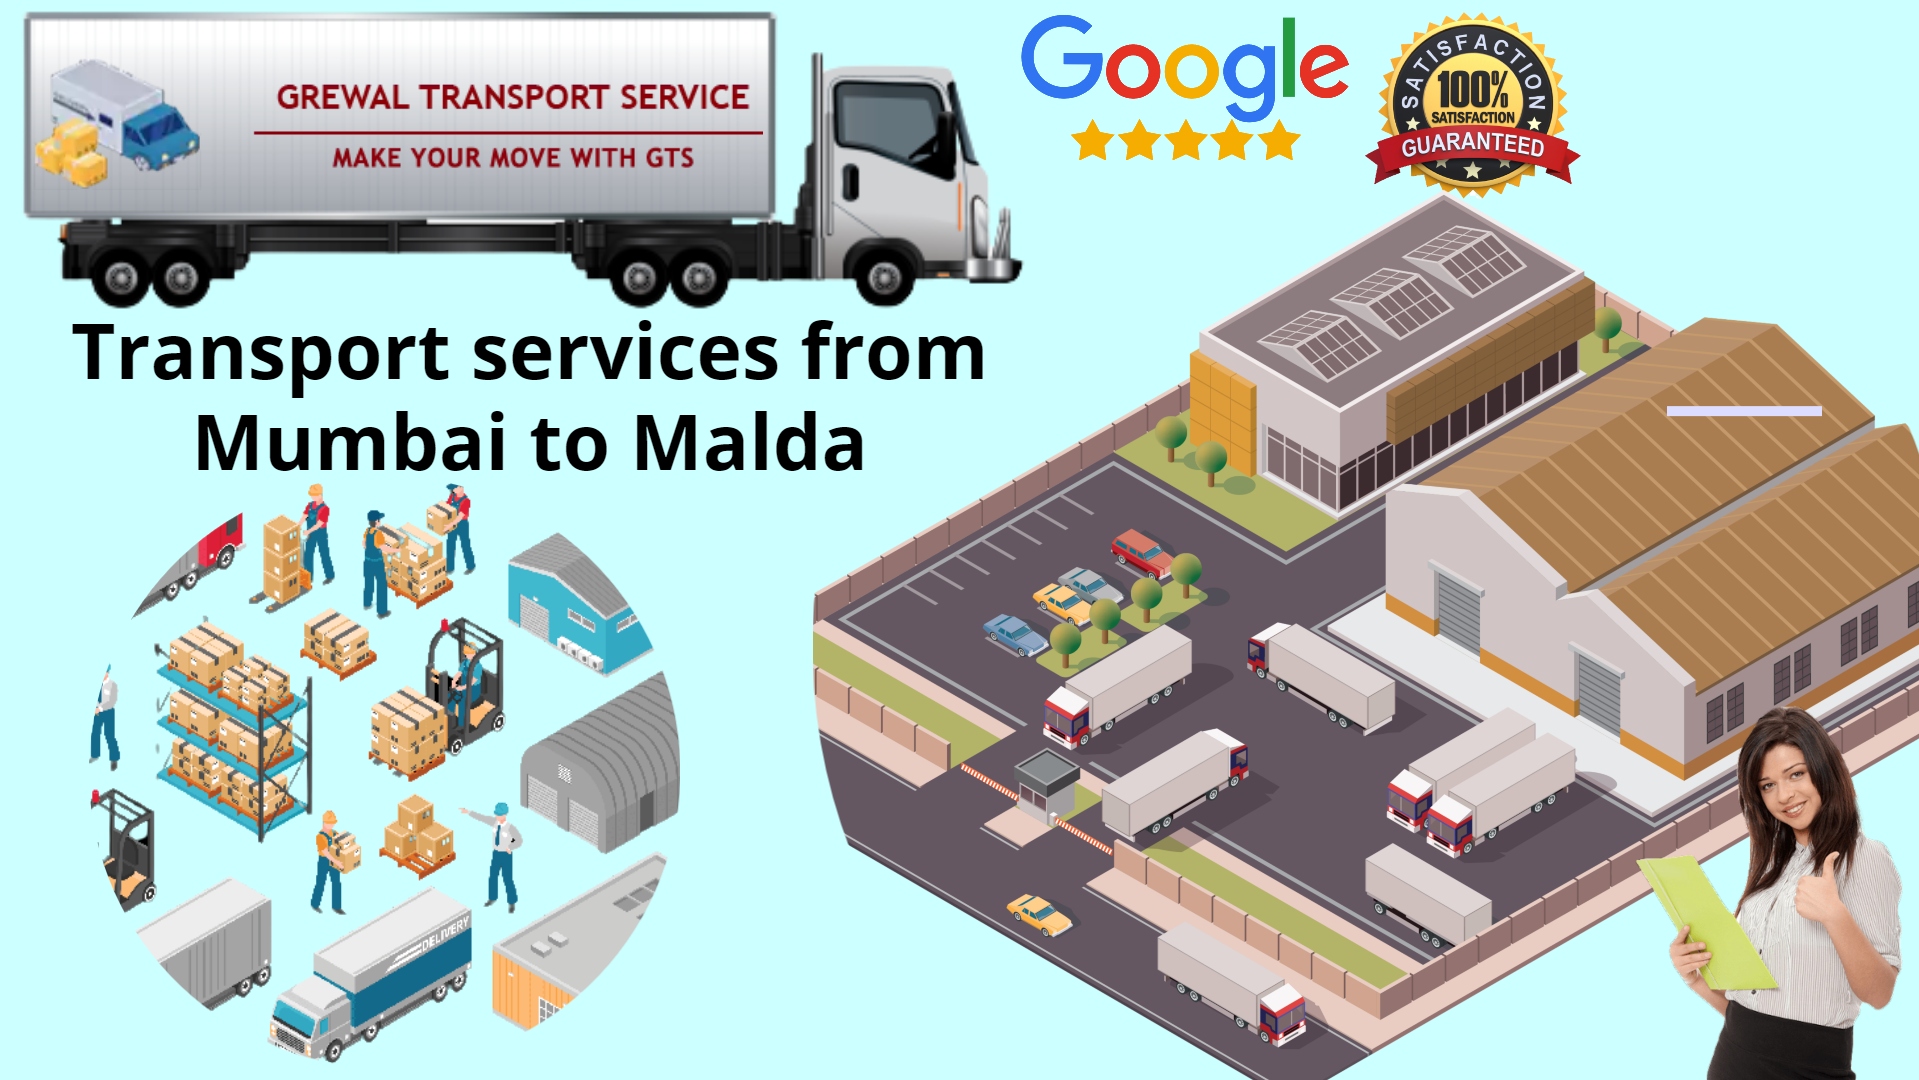 GREWAL TRANSPORT SERVICE
MAKE YOUR MOVE WITH GTS
Google
SATISFACTION
100%
SATISFACTION
GUARANTEED
Transport services from
Mumbai to Malda
DELIVERY